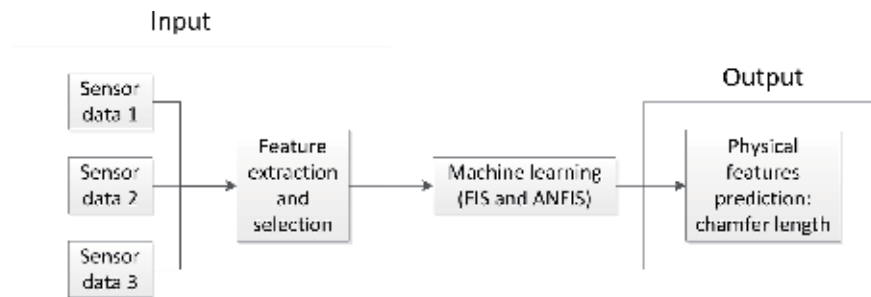 Input
Sensor
data 1
Sensor
data 2
Sensor
data 3
Feature
extraction
and
selection
Machine learning
(FIS and ANFIS)
Output
Physical
features
prediction:
chamfer length